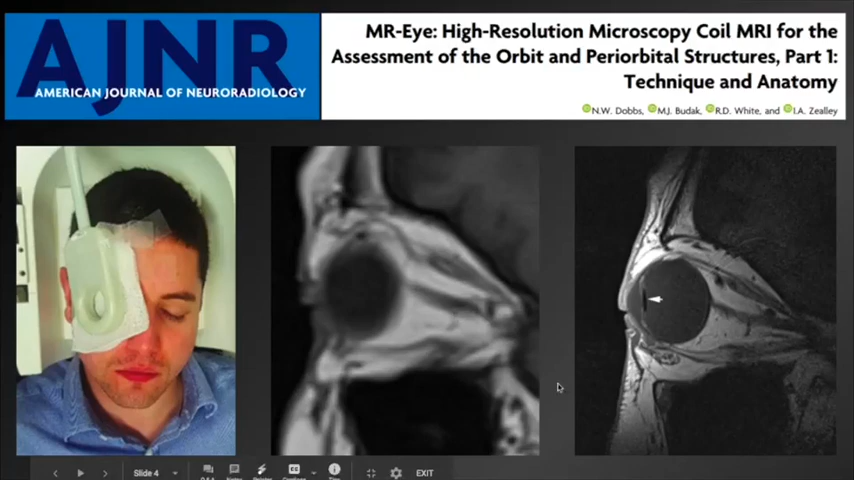 AJNR
AMERICAN JOURNAL OF NEURORADIOLOGY
MR-Eye: High-Resolution Microscopy Coil MRI for the
Assessment of the Orbit and Periorbital Structures, Part 1:
Technique and Anatomy
N.W. Dobbs, M.J. Budak, R.D. White, and I.A. Zealley
Slide 4
EXIT